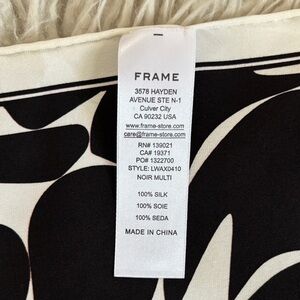 FRAME
3578 HAYDEN
AVENUE STE N-1
Culver City
CA 90232 USA
www.frame-store.com
care@frame-store.com
RN# 139021
CA# 19371
PO# 1322700
STYLE: LWAX0410
NOIR MULTI
100% SILK
100% SOIE
100% SEDA
MADE IN CHINA